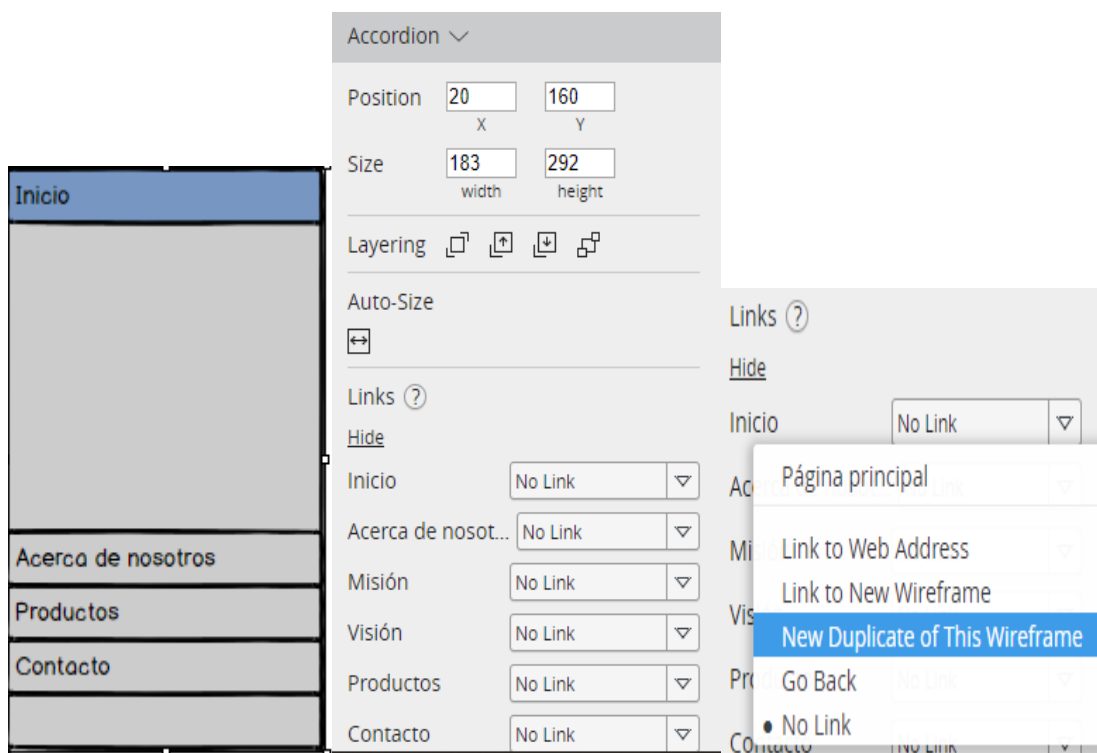 Inicio
Acerca de nosotros
Productos
Contacto
Accordion
Position 20 160
X Y
Size 183 292
width height
Layering
Auto-Size
Links ?
Hide
Inicio No Link
Acerca de nosot... No Link
Misión No Link
Visión No Link
Productos No Link
Contacto No Link
Links ?
Hide
Inicio No Link
Página principal
Link to Web Address
Link to New Wireframe
New Duplicate of This Wireframe
Go Back
• No Link